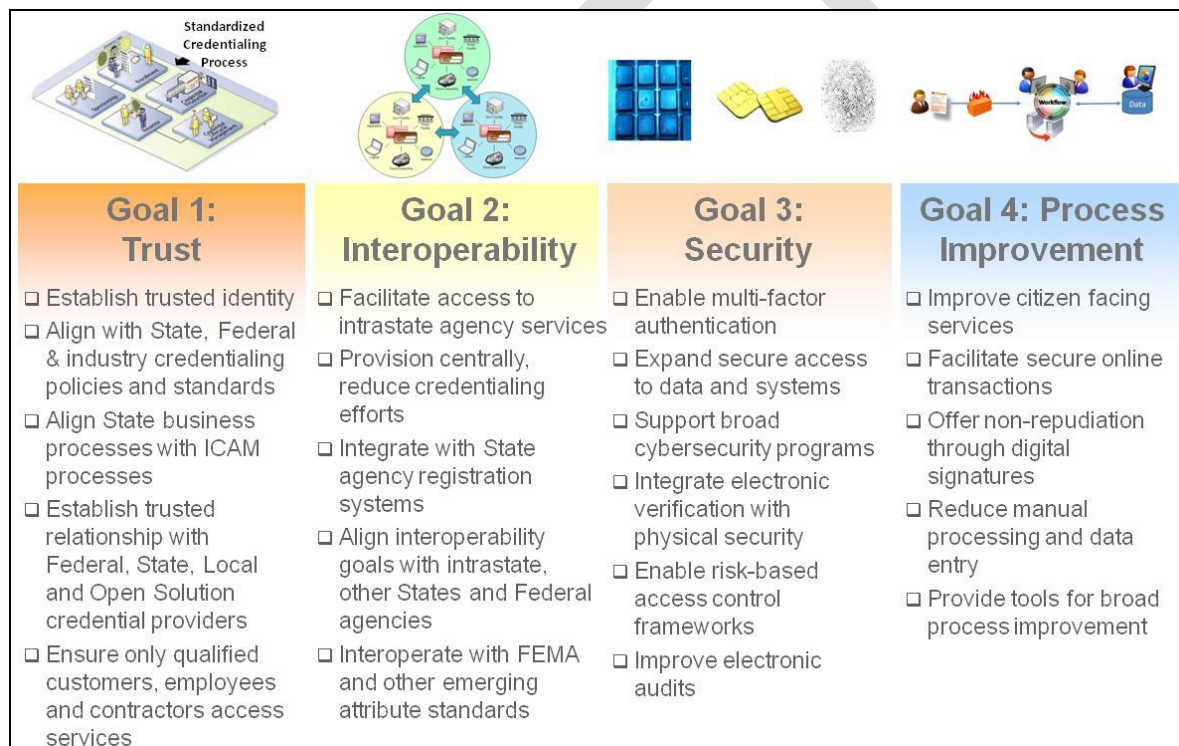 Standardized
Credentialing
Process
Workflow
Data
Goal 1:
Trust
❑ Establish trusted identity
❑ Align with State, Federal
& industry credentialing
policies and standards
❑ Align State business
processes with ICAM
processes
❑ Establish trusted
relationship with
Federal, State, Local
and Open Solution
credential providers
❑ Ensure only qualified
customers, employees
and contractors access
services
Goal 2:
Interoperability
❑ Facilitate access to
intrastate agency services
❑ Provision centrally,
reduce credentialing
efforts
❑ Integrate with State
agency registration
systems
❑ Align interoperability
goals with intrastate,
other States and Federal
agencies
❑ Interoperate with FEMA
and other emerging
attribute standards
Goal 3:
Security
❑ Enable multi-factor
authentication
❑ Expand secure access
to data and systems
❑ Support broad
cybersecurity programs
❑ Integrate electronic
verification with
physical security
❑ Enable risk-based
access control
frameworks
❑ Improve electronic
audits
Goal 4: Process
Improvement
❑ Improve citizen facing
services
❑ Facilitate secure online
transactions
❑ Offer non-repudiation
through digital
signatures
❑ Reduce manual
processing and data
entry
❑ Provide tools for broad
process improvement